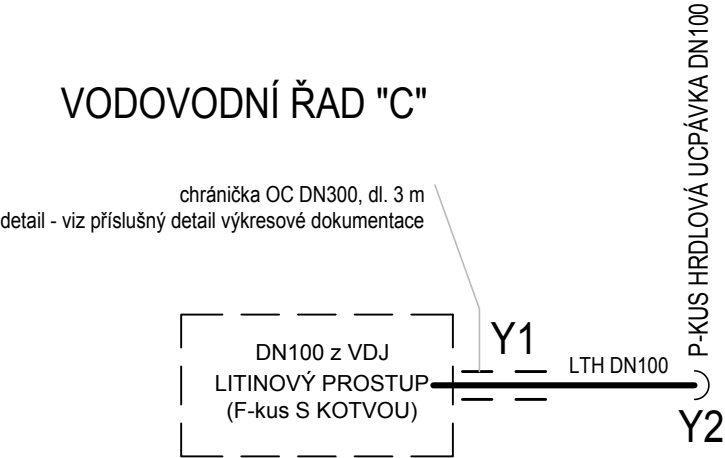 VODOVODNÍ ŘAD "C"
chránička OC DN300, dl. 3 m
detail - viz příslušný detail výkresové dokumentace
DN100 z VDJ
LITINOVÝ PROSTUP
(F-kus S KOTVOU)
Y1
LTH DN100
P-KUS HRDLOVÁ UCPÁVKA DN100
Y2